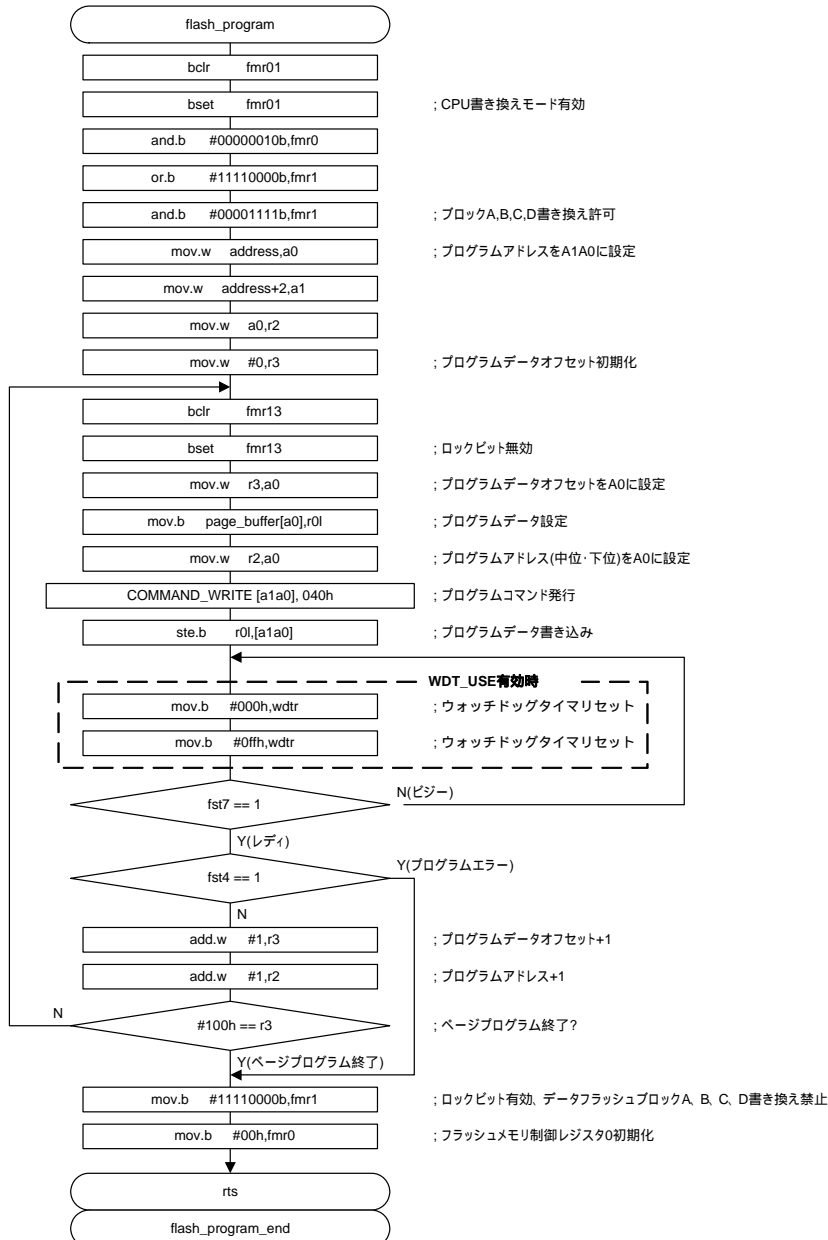 flash_program
bclr fmr01
bset fmr01 ; CPU書き換えモード有効
and.b #00000010b,fmr0
or.b #11110000b,fmr1
and.b #00001111b,fmr1 ; ブロックA,B,C,D書き換え許可
mov.w address,a0 ; プログラムアドレスをA1A0に設定
mov.w address+2,a1
mov.w a0,r2
mov.w #0,r3 ; プログラムデータオフセット初期化
bclr fmr13
bset fmr13 ; ロックビット無効
mov.w r3,a0 ; プログラムデータオフセットをA0に設定
mov.b page_buffer[a0],r0l ; プログラムデータ設定
mov.w r2,a0 ; プログラムアドレス(中位・下位)をA0に設定
COMMAND_WRITE [a1a0], 040h ; プログラムコマンド発行
ste.b r0l,[a1a0] ; プログラムデータ書き込み
WDT_USE有効時
mov.b #000h,wdtr ; ウォッチドッグタイマリセット
mov.b #0ffh,wdtr ; ウォッチドッグタイマリセット
fst7 == 1 N(ビジー)
Y(レディ)
fst4 == 1 Y(プログラムエラー)
N
add.w #1,r3 ; プログラムデータオフセット+1
add.w #1,r2 ; プログラムアドレス+1
N #100h == r3 ; ページプログラム終了?
Y(ページプログラム終了)
mov.b #11110000b,fmr1 ; ロックビット有効、データフラッシュブロックA、B、C、D書き換え禁止
mov.b #00h,fmr0 ; フラッシュメモリ制御レジスタ0初期化
rts
flash_program_end